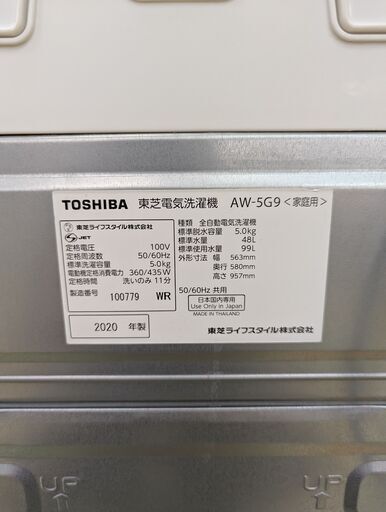 TOSHIBA 東芝電気洗濯機 AW-5G9 <家庭用>
東芝ライフスタイル株式会社
JET
定格電圧 100V
定格周波数 50/60Hz
標準洗濯容量 5.0kg
電動機定格消費電力 360/435W
定格時間 洗いのみ 11分
製造番号 100779 WR
2020 年製
種類 全自動電気洗濯機
標準脱水容量 5.0kg
標準水量 48L
標準使用水量 99L
外形寸法 幅 563mm
奥行 580mm
高さ 957mm
50/60Hz 共用
日本国内専用
Use Only in Japan
MADE IN THAILAND
東芝ライフスタイル株式会社
UP
UP